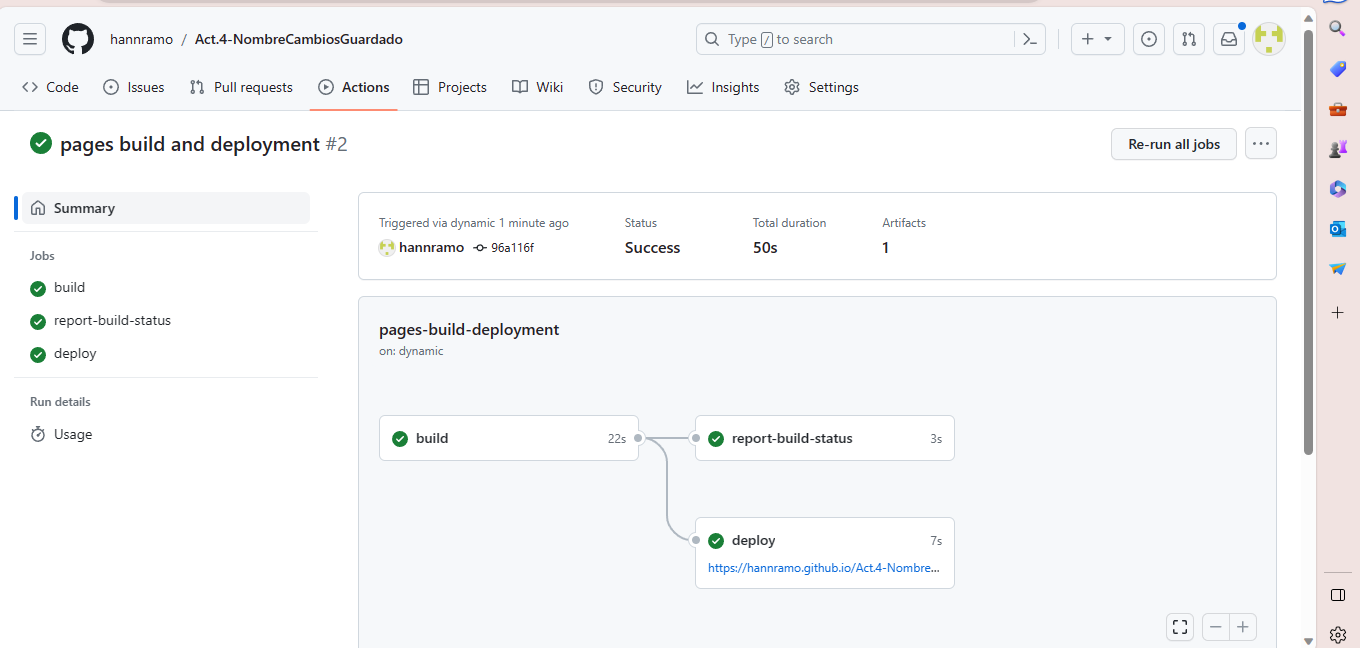 hannramo / Act.4-NombreCambiosGuardado
Type / to search
Code Issues Pull requests Actions Projects Wiki Security Insights Settings
pages build and deployment #2
Re-run all jobs
Summary
Jobs
build
report-build-status
deploy
Run details
Usage
Triggered via dynamic 1 minute ago
hannramo 96a116f
Status
Success
Total duration
50s
Artifacts
1
pages-build-deployment
on: dynamic
build 22s
report-build-status 3s
deploy 7s
https://hannramo.github.io/Act.4-Nombre...